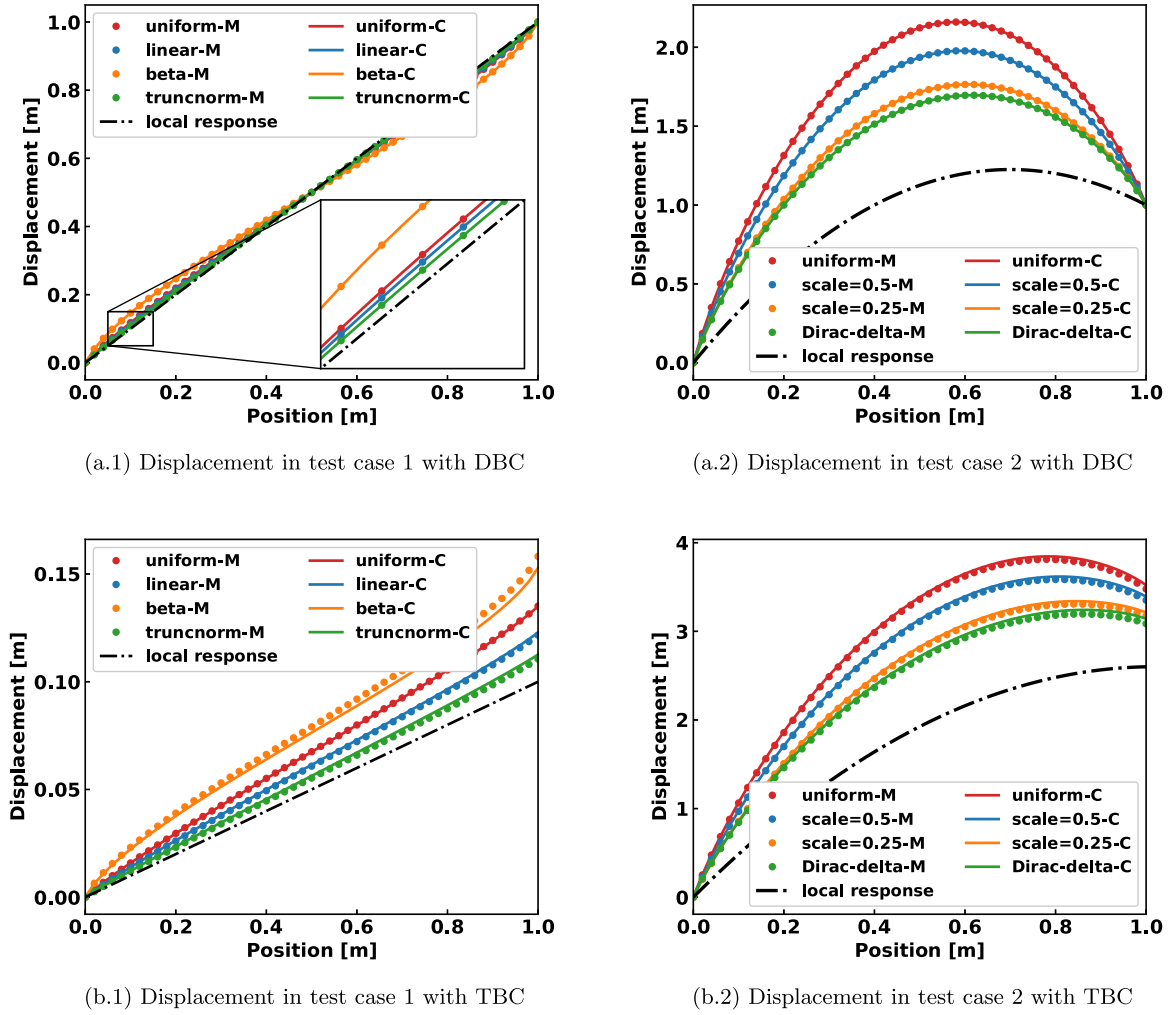 1.0
0.8
0.6
0.4
0.2
0.0
Displacement [m]
uniform-M
linear-M
beta-M
truncnorm-M
local response
uniform-C
linear-C
beta-C
truncnorm-C
0.0 0.2 0.4 0.6 0.8 1.0
Position [m]
(a.1) Displacement in test case 1 with DBC
2.0
1.5
1.0
0.5
0.0
Displacement [m]
uniform-M
scale=0.5-M
scale=0.25-M
Dirac-delta-M
local response
uniform-C
scale=0.5-C
scale=0.25-C
Dirac-delta-C
0.0 0.2 0.4 0.6 0.8 1.0
Position [m]
(a.2) Displacement in test case 2 with DBC
0.15
0.10
0.05
0.00
Displacement [m]
uniform-M
linear-M
beta-M
truncnorm-M
local response
uniform-C
linear-C
beta-C
truncnorm-C
0.0 0.2 0.4 0.6 0.8 1.0
Position [m]
(b.1) Displacement in test case 1 with TBC
4
3
2
1
0
Displacement [m]
uniform-M
scale=0.5-M
scale=0.25-M
Dirac-delta-M
local response
uniform-C
scale=0.5-C
scale=0.25-C
Dirac-delta-C
0.0 0.2 0.4 0.6 0.8 1.0
Position [m]
(b.2) Displacement in test case 2 with TBC